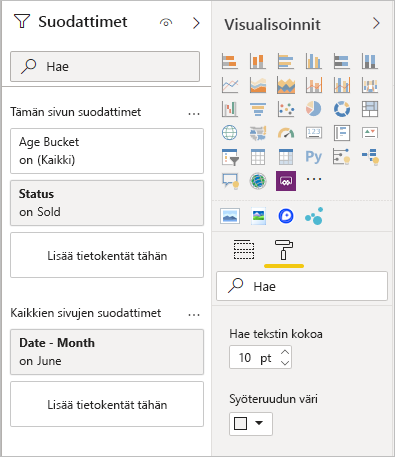 Suodattimet
Hae
Tämän sivun suodattimet
Age Bucket
on (Kaikki)
Status
on Sold
Lisää tietokentät tähän
Kaikkien sivujen suodattimet
Date - Month
on June
Lisää tietokentät tähän
Visualisoinnit
123
Py
Hae
Hae tekstin kokoa
10 pt
Syöteruudun väri